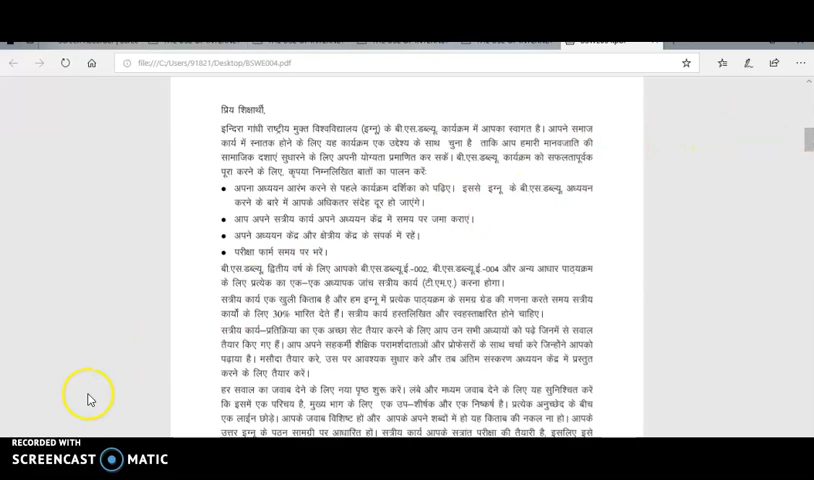 file:///C:/Users/91821/Desktop/BSWE004.pdf
प्रिय शिक्षार्थी,
इन्दिरा गांधी राष्ट्रीय मुक्त विश्वविद्यालय (इग्नू) के बी.एस.डब्ल्यू. कार्यक्रम में आपका स्वागत है। आपने समाज
कार्य में स्नातक होने के लिए यह कार्यक्रम एक उद्देश्य के साथ चुना है ताकि आप हमारी मानवजाति की
सामाजिक दशाएं सुधारने के लिए अपनी योग्यता प्रमाणित कर सकें। बी.एस.डब्ल्यू. कार्यक्रम को सफलतापूर्वक
पूरा करने के लिए, कृपया निम्नलिखित बातों का पालन करें:
• अपना अध्ययन आरंभ करने से पहले कार्यक्रम दर्शिका को पढ़िए। इससे इग्नू के बी.एस.डब्ल्यू. अध्ययन
करने के बारे में आपके अधिकतर संदेह दूर हो जाएंगे।
• आप अपने सत्रीय कार्य अपने अध्ययन केंद्र में समय पर जमा कराएं।
• अपने अध्ययन केंद्र और क्षेत्रीय केंद्र के संपर्क में रहें।
• परीक्षा फार्म समय पर भरें।
बी.एस.डब्ल्यू. द्वितीय वर्ष के लिए आपको बी.एस.डब्ल्यू.ई.-002, बी.एस.डब्ल्यू.ई.-004 और अन्य आधार पाठ्यक्रम
के लिए प्रत्येक का एक-एक अध्यापक जांच सत्रीय कार्य (टी.एम.ए.) करना होगा।
सत्रीय कार्य एक खुली किताब है और हम इग्नू में प्रत्येक पाठ्यक्रम के समग्र ग्रेड की गणना करते समय सत्रीय
कार्यों के लिए 30% भारित देते हैं। सत्रीय कार्य हस्तलिखित और स्वहस्ताक्षरित होने चाहिए।
सत्रीय कार्य-प्रतिक्रिया का एक अच्छा सेट तैयार करने के लिए आप उन सभी अध्यायों को पढ़े जिनमें से सवाल
तैयार किए गए हैं। आप अपने सहकर्मी शैक्षिक परामर्शदाताओं और प्रोफेसरों के साथ चर्चा करे जिन्होंने आपको
पढ़ाया है। मसौदा तैयार करे, उस पर आवश्यक सुधार करे और तब अंतिम संस्करण अध्ययन केंद्र में प्रस्तुत
करने के लिए तैयार करें।
हर सवाल का जवाब देने के लिए नया पृष्ठ शुरू करें। लंबे और मध्यम जवाब देने के लिए यह सुनिश्चित करें
कि इसमें एक परिचय है, मुख्य भाग के लिए एक उप-शीर्षक और एक निष्कर्ष है। प्रत्येक अनुच्छेद के बीच
एक लाईन छोड़े। आपके जवाब विशिष्ट हो और आपके अपने शब्दों में हो यह किताब की नकल ना हो। आपके
उत्तर इग्नू के पठन सामग्री पर आधारित हों। सत्रीय कार्य आपके सत्रांत परीक्षा की तैयारी है, इसलिए इसे
RECORDED WITH
SCREENCAST MATIC